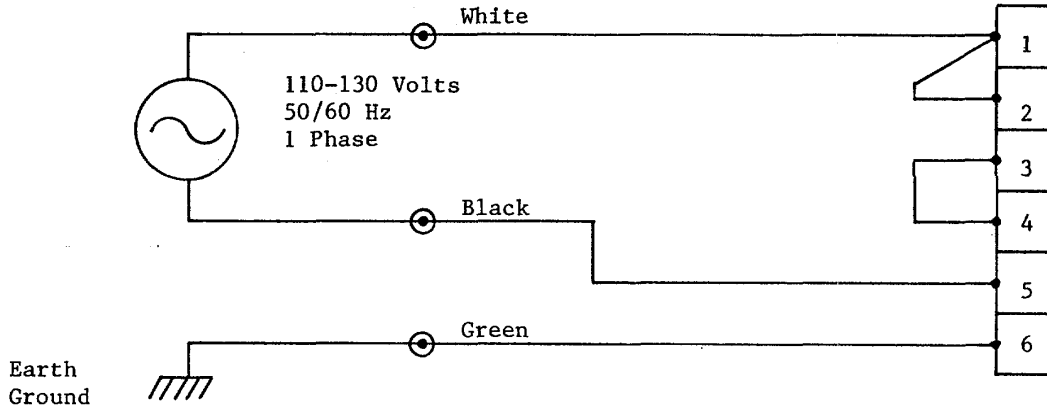 White
110-130 Volts
50/60 Hz
1 Phase
Black
Green
Earth
Ground
1
2
3
4
5
6